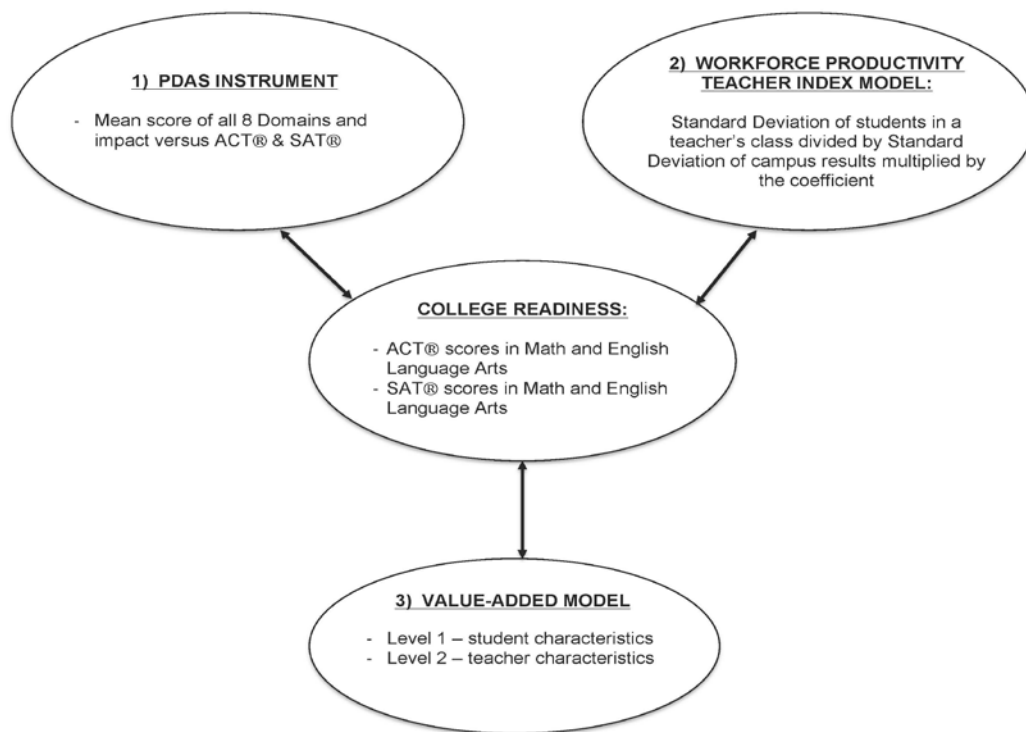 1) PDAS INSTRUMENT
- Mean score of all 8 Domains and
impact versus ACT® & SAT®
2) WORKFORCE PRODUCTIVITY
TEACHER INDEX MODEL:
Standard Deviation of students in a
teacher's class divided by Standard
Deviation of campus results multiplied by
the coefficient
COLLEGE READINESS:
- ACT® scores in Math and English
Language Arts
- SAT® scores in Math and English
Language Arts
3) VALUE-ADDED MODEL
- Level 1 – student characteristics
- Level 2 – teacher characteristics